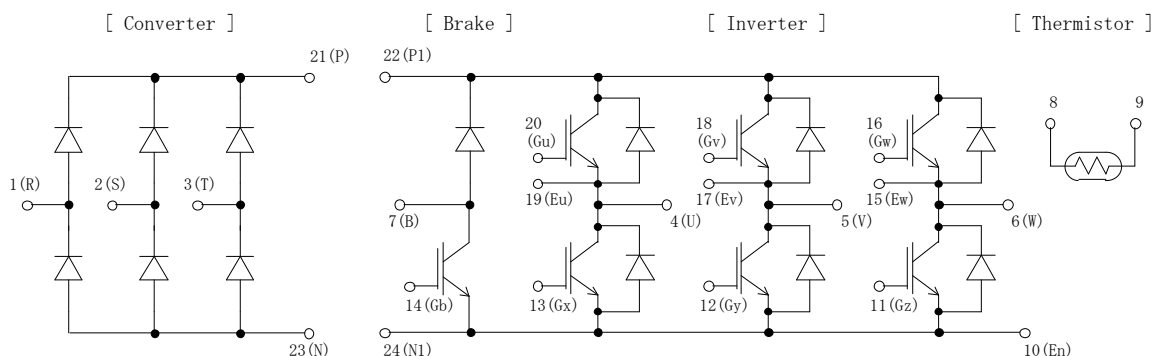 [ Converter ]
[ Brake ]
[ Inverter ]
[ Thermistor ]
21(P)
22(P1)
20
(Gu)
18
(Gv)
16
(Gw)
8
9
1(R)
2(S)
3(T)
19(Eu)
17(Ev)
15(Ew)
7(B)
4(U)
5(V)
6(W)
14(Gb)
13(Gx)
12(Gy)
11(Gz)
23(N)
24(N1)
10(En)